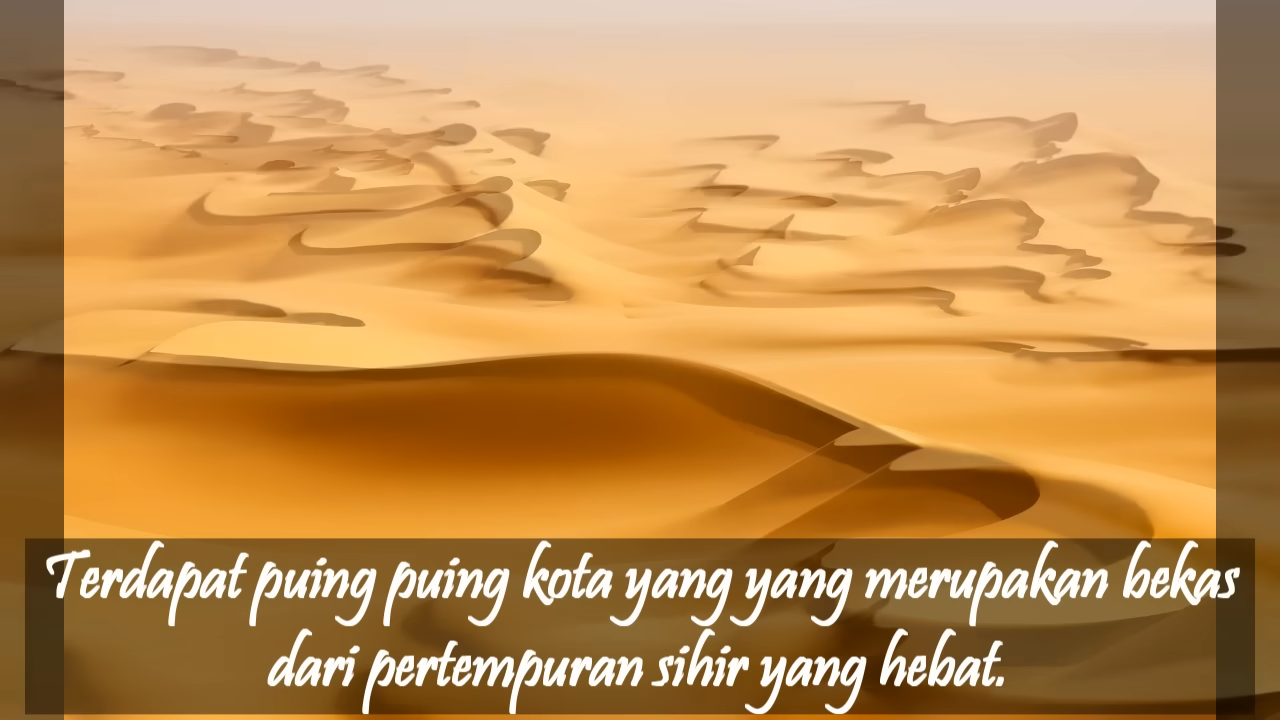 Terdapat puing puing kota yang yang merupakan bekas
dari pertempuran sihir yang hebat.